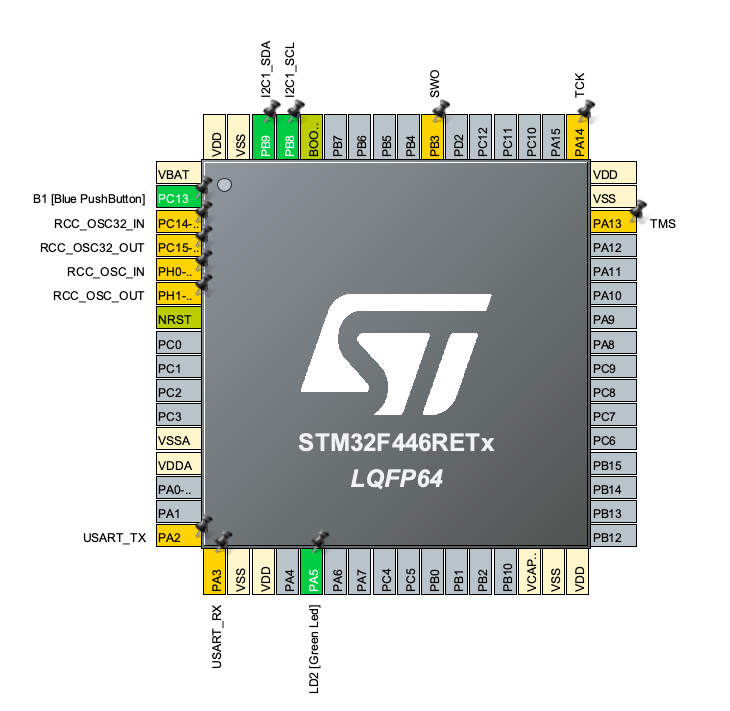 I2C1_SDA
I2C1_SCL
SWO
TCK
VDD
VSS
PB9
PB8
BOO..
PB7
PB6
PB5
PB4
PB3
PD2
PC12
PC11
PC10
PA15
PA14
VBAT
B1 [Blue PushButton] PC13
RCC_OSC32_IN PC14-..
RCC_OSC32_OUT PC15-..
RCC_OSC_IN PH0-..
RCC_OSC_OUT PH1-..
NRST
PC0
PC1
PC2
PC3
VSSA
VDDA
PA0-..
PA1
USART_TX PA2
VDD
VSS
PA13 TMS
PA12
PA11
PA10
PA9
PA8
PC9
PC8
PC7
PC6
PB15
PB14
PB13
PB12
ST
STM32F446RETx
LQFP64
PA3
VSS
VDD
PA4
PA5
PA6
PA7
PC4
PC5
PB0
PB1
PB2
PB10
VCAP..
VSS
VDD
USART_RX
LD2 [Green Led]